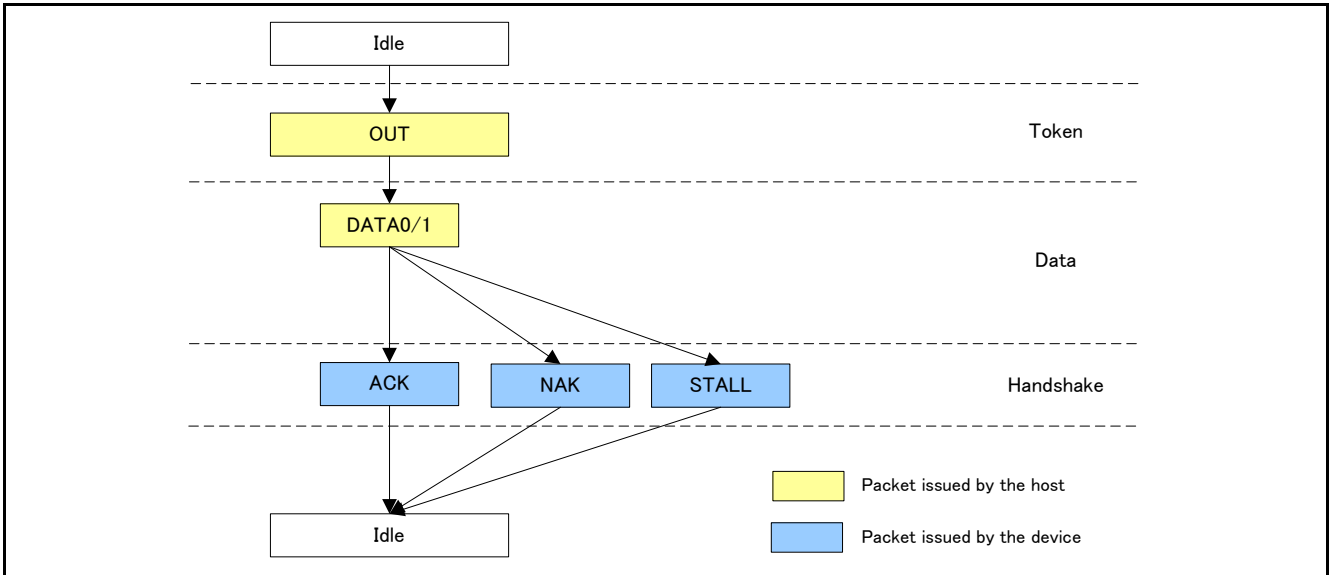 Idle
OUT
Token
DATA0/1
Data
ACK
NAK
STALL
Handshake
Packet issued by the host
Idle
Packet issued by the device